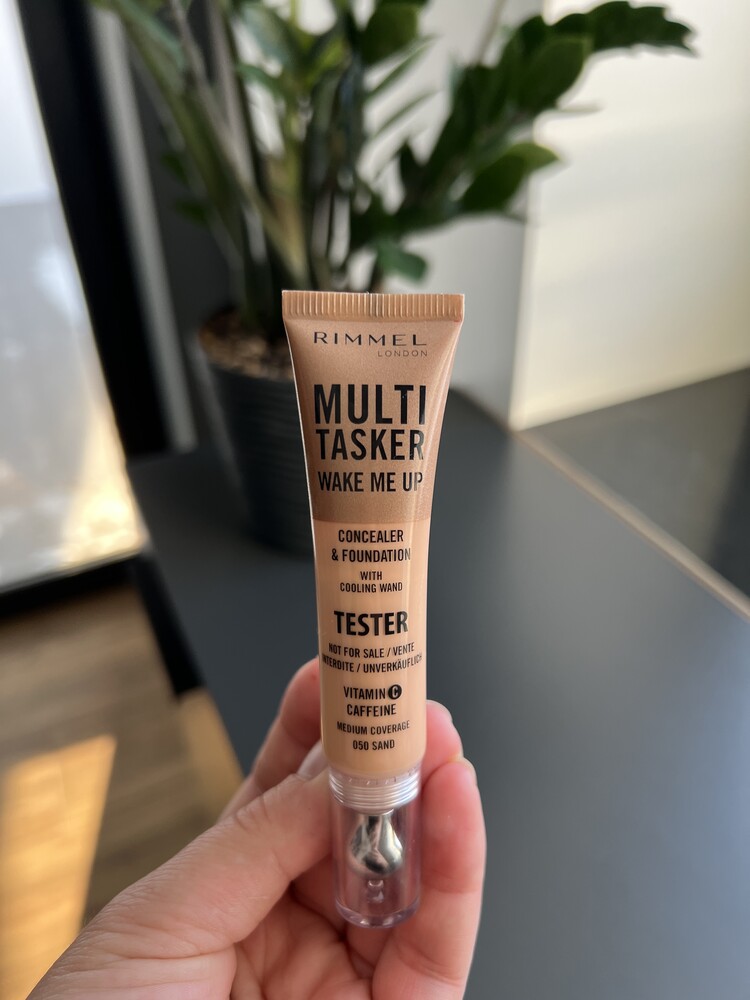 RIMMEL
LONDON
MULTI
TASKER
WAKE ME UP
CONCEALER
& FOUNDATION
WITH
COOLING WAND
TESTER
NOT FOR SALE / VENTE
INTERDITE / UNVERKÄUFLICH
VITAMIN C
CAFFEINE
MEDIUM COVERAGE
050 SAND